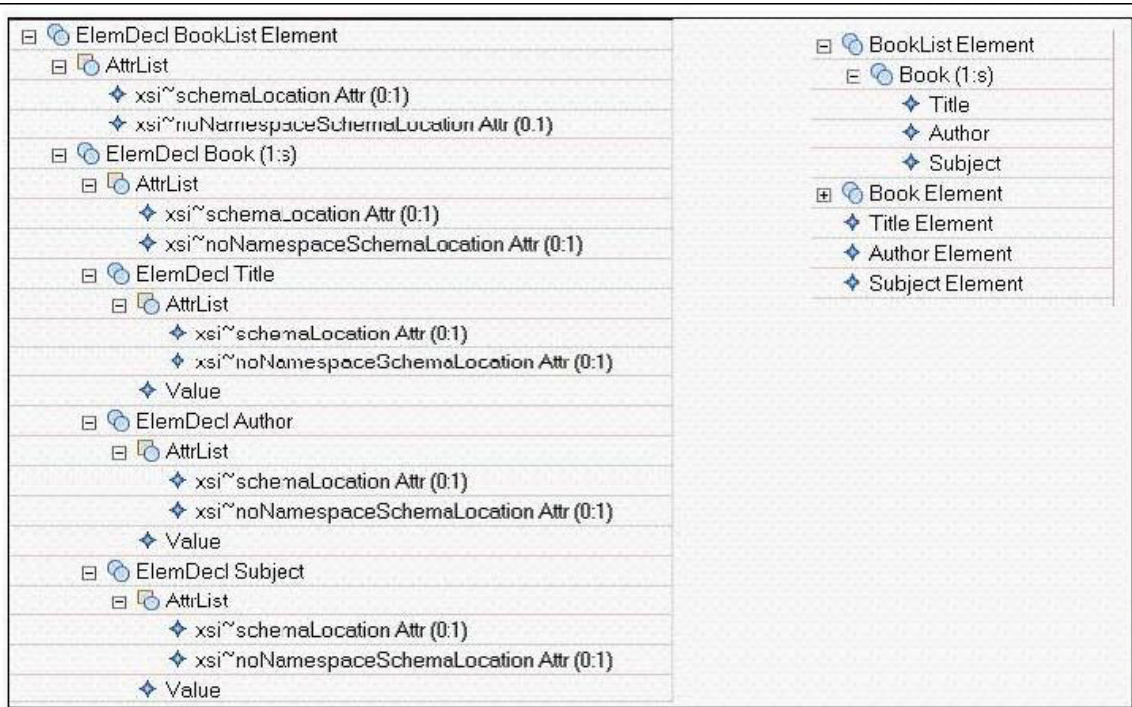 ElemDecl BookList Element
AttrList
xsi~schemaLocation Attr (0:1)
xsi~noNamespaceSchemaLocation Attr (0:1)
ElemDecl Book (1:s)
AttrList
xsi~schemaLocation Attr (0:1)
xsi~noNamespaceSchemaLocation Attr (0:1)
ElemDecl Title
AttrList
xsi~schemaLocation Attr (0:1)
xsi~noNamespaceSchemaLocation Attr (0:1)
Value
ElemDecl Author
AttrList
xsi~schemaLocation Attr (0:1)
xsi~noNamespaceSchemaLocation Attr (0:1)
Value
ElemDecl Subject
AttrList
xsi~schemaLocation Attr (0:1)
xsi~noNamespaceSchemaLocation Attr (0:1)
Value
BookList Element
Book (1:s)
Title
Author
Subject
Book Element
Title Element
Author Element
Subject Element